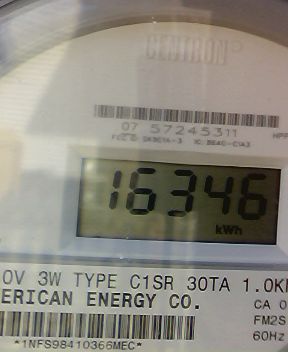 CENTRON®
07 57245311
16346
kWh
0V 3W TYPE C1SR 30TA 1.0K
ERICAN ENERGY CO.
CA 0
FM2S
60Hz
*1NFS98410366MEC*